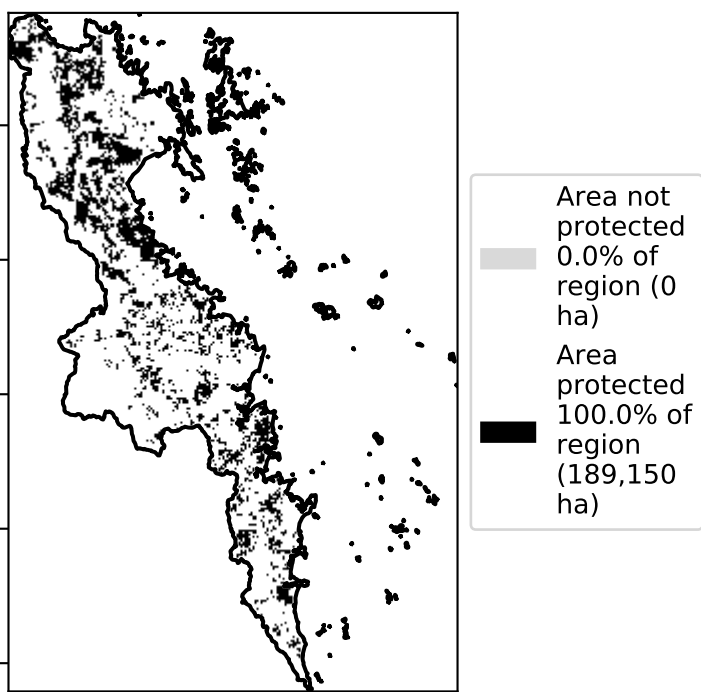 Area not
protected
0.0% of
region (0
ha)
Area
protected
100.0% of
region
(189,150
ha)